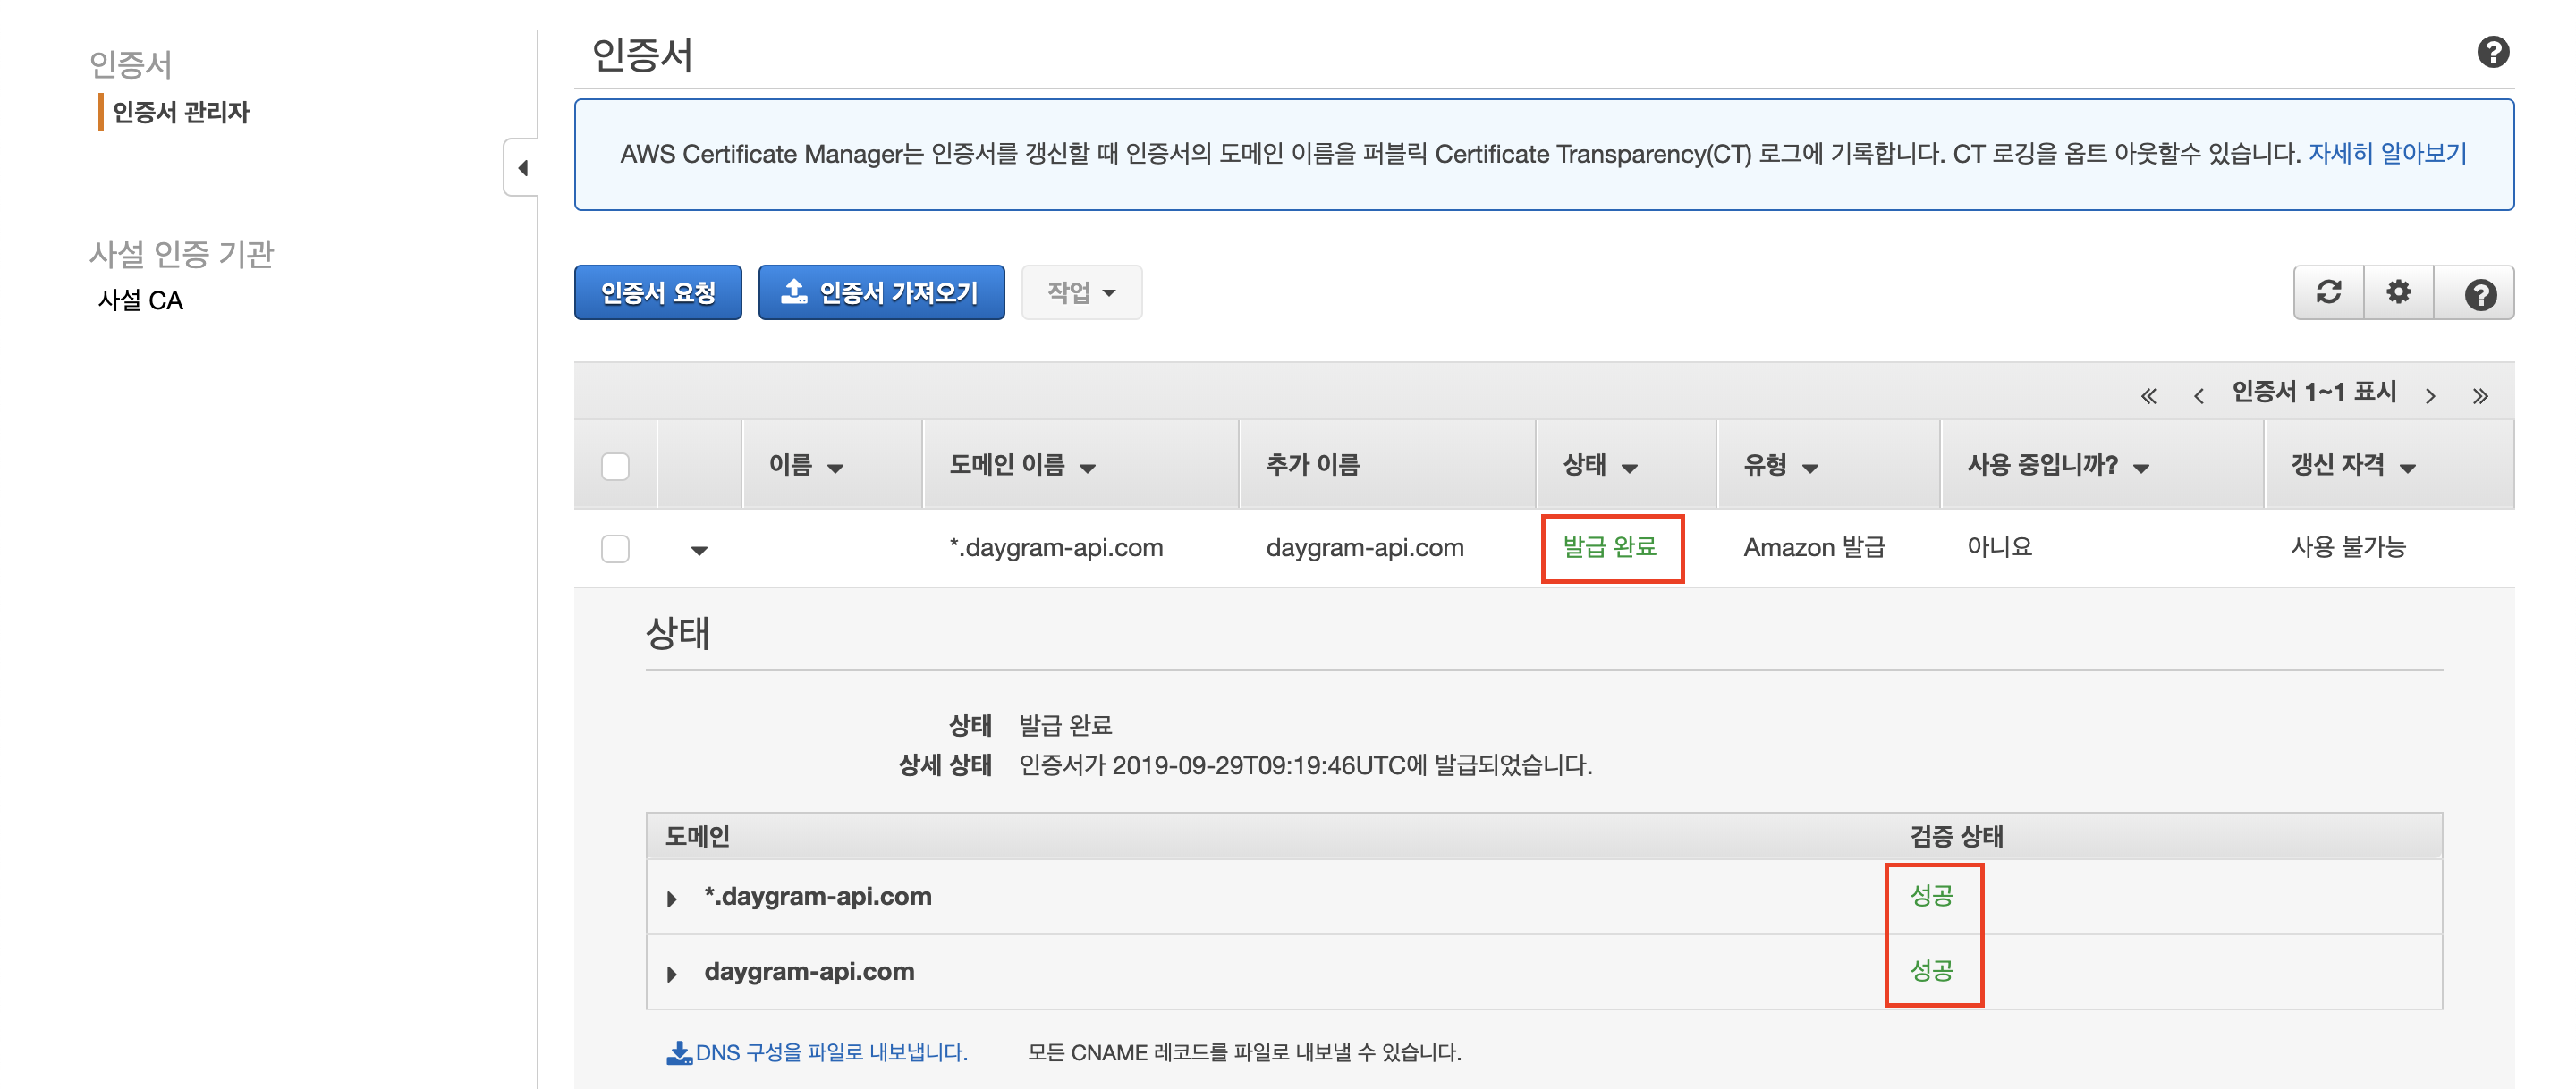 인증서
인증서 관리자
사설 인증 기관
사설 CA
인증서
AWS Certificate Manager는 인증서를 갱신할 때 인증서의 도메인 이름을 퍼블릭 Certificate Transparency(CT) 로그에 기록합니다. CT 로깅을 옵트 아웃할수 있습니다. 자세히 알아보기
인증서 요청 인증서 가져오기 작업
« ‹ 인증서 1~1 표시 › »
이름 도메인 이름 추가 이름 상태 유형 사용 중입니까? 갱신 자격
*.daygram-api.com daygram-api.com 발급 완료 Amazon 발급 아니요 사용 불가능
상태
상태 발급 완료
상세 상태 인증서가 2019-09-29T09:19:46UTC에 발급되었습니다.
도메인 검증 상태
*.daygram-api.com 성공
daygram-api.com 성공
DNS 구성을 파일로 내보냅니다. 모든 CNAME 레코드를 파일로 내보낼 수 있습니다.